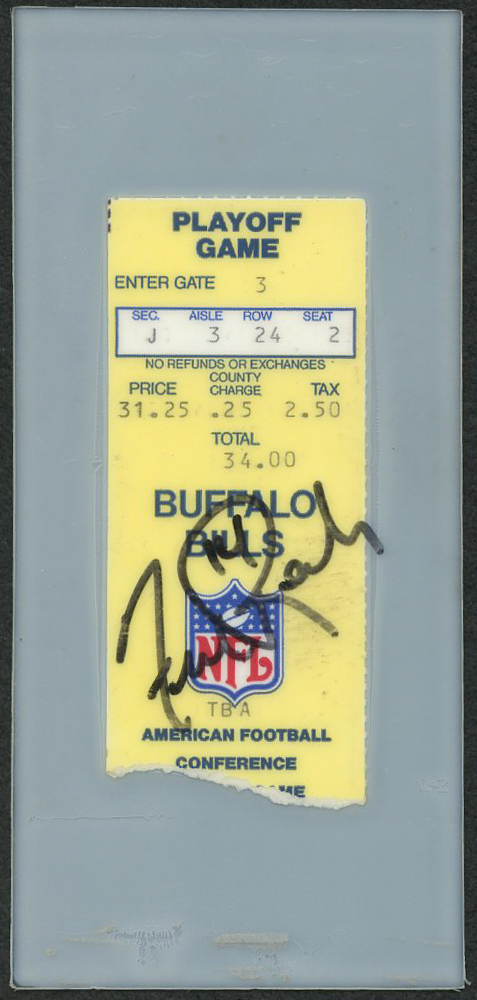 PLAYOFF
GAME
ENTER GATE 3
SEC. AISLE ROW SEAT
J 3 24 2
NO REFUNDS OR EXCHANGES
COUNTY
PRICE CHARGE TAX
31.25 .25 2.50
TOTAL
34.00
BUFFALO
BILLS
14
NFL
TBA
AMERICAN FOOTBALL
CONFERENCE